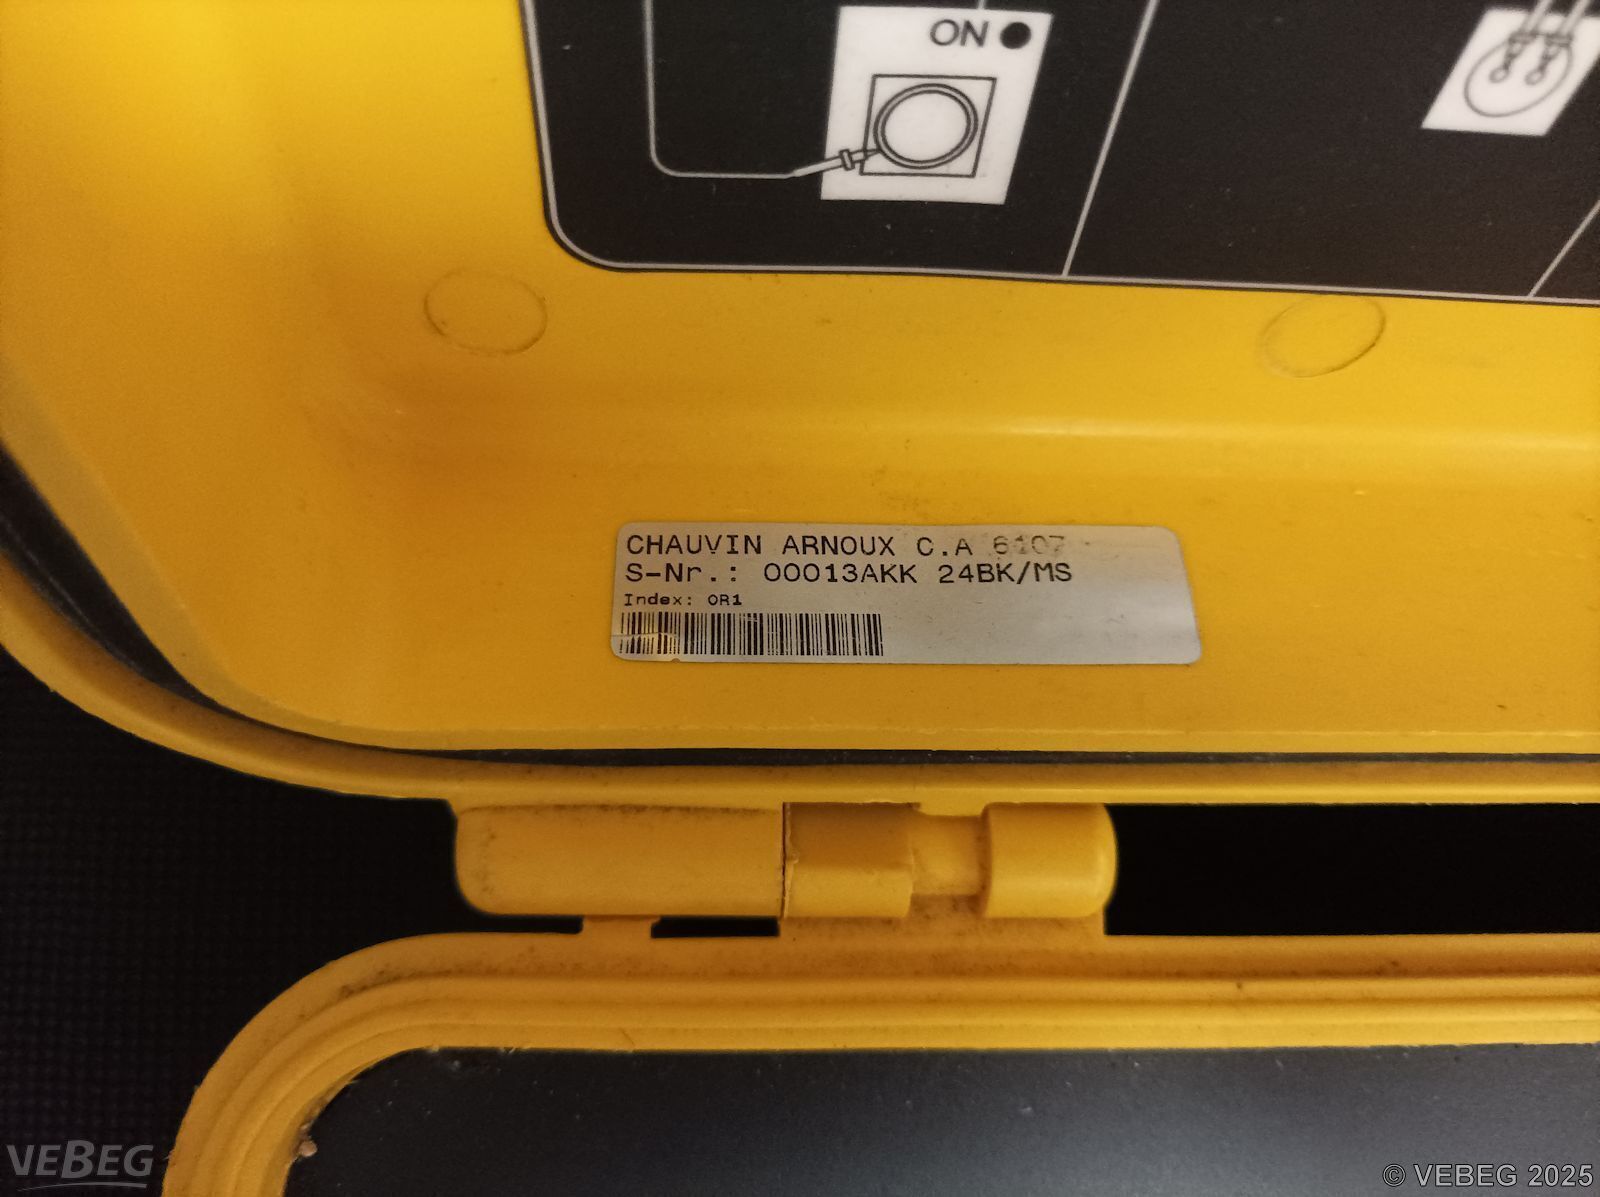 ON
CHAUVIN ARNOUX C.A 6107
S-Nr.: 00013AKK 24BK/MS
Index: OR1
VEBEG
© VEBEG 2025